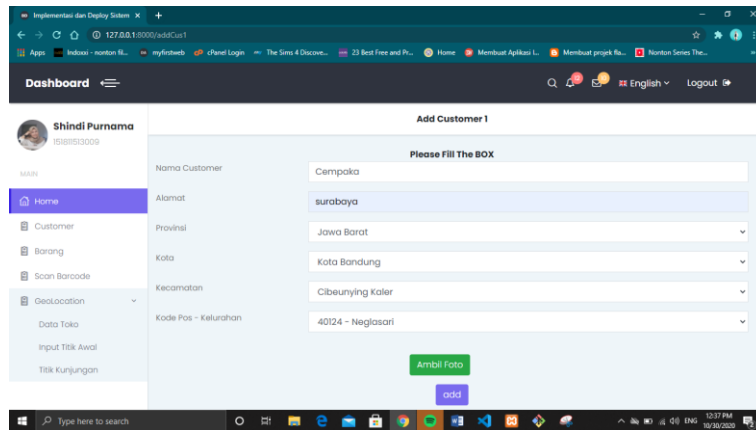 Implementasi dan Deploy Sistem
127.0.0.1:8000/addCus1
Apps Indoxxi - nonton fil... myfirstweb cPanel Login The Sims 4 Discove... 23 Best Free and Pr... Home Membuat Aplikasi L... Membuat projek fla... Nonton Series The...
Dashboard English Logout
Shindi Purnama
151811513009
MAIN
Home
Customer
Barang
Scan Barcode
GeoLocation
Data Toko
Input Titik Awal
Titik Kunjungan
Add Customer 1
Please Fill The BOX
Nama Customer Cempaka
Alamat surabaya
Provinsi Jawa Barat
Kota Kota Bandung
Kecamatan Cibeunying Kaler
Kode Pos - Kelurahan 40124 - Neglasari
Ambil Foto
add
Type here to search
ENG
12:37 PM
10/30/2020